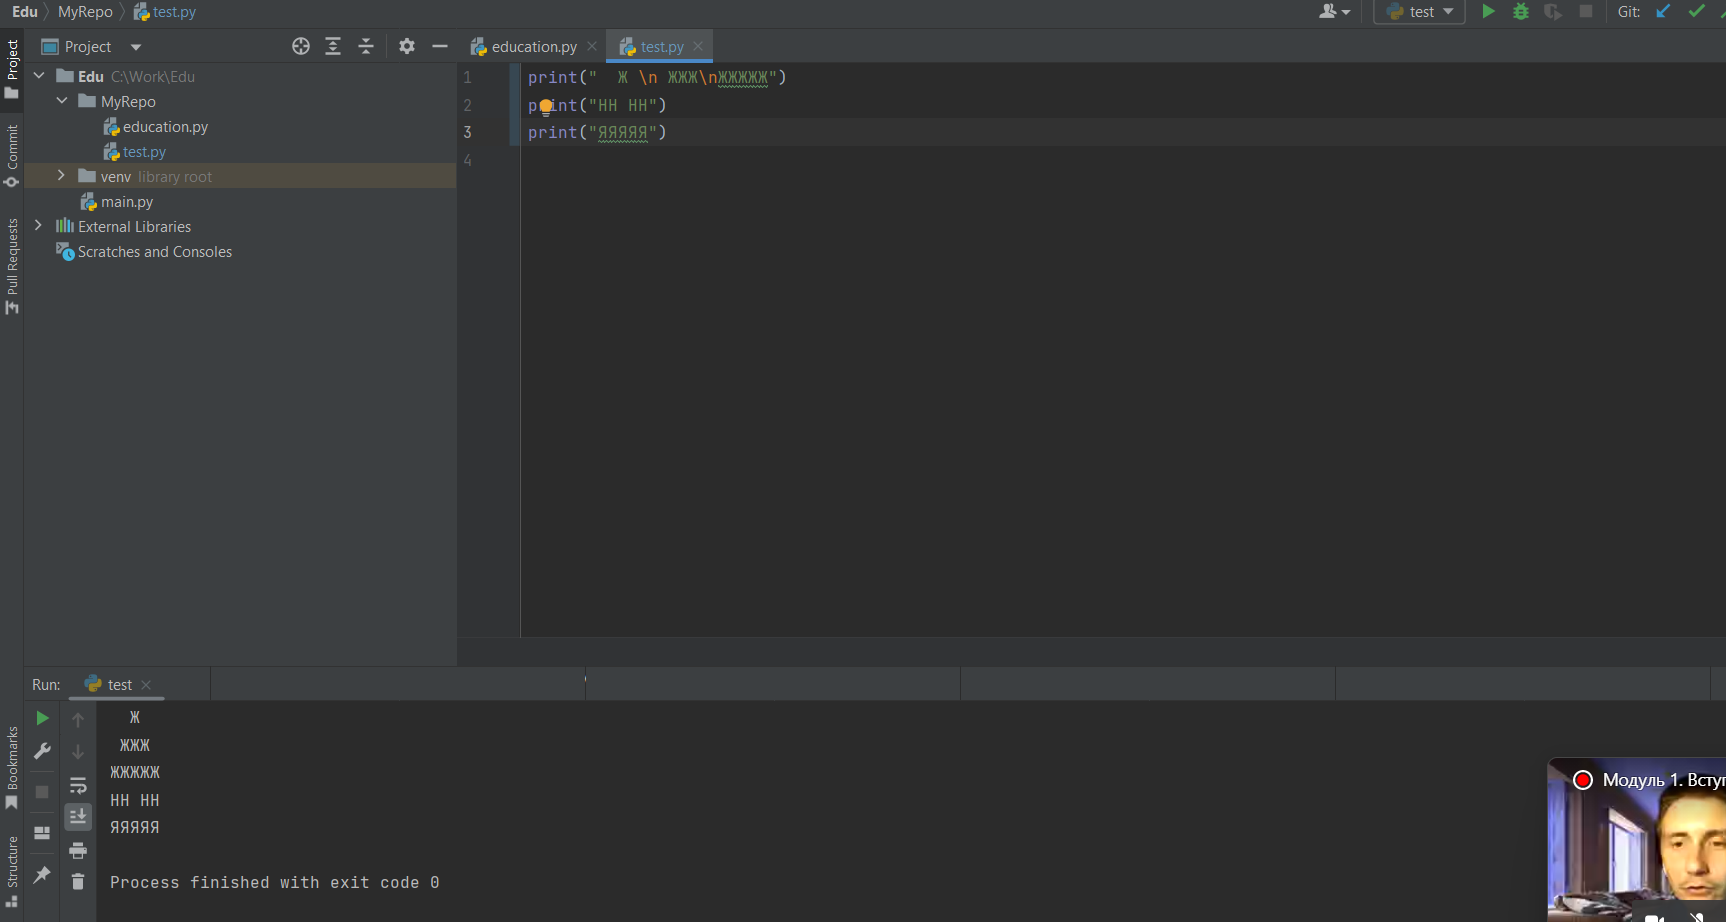 Edu MyRepo test.py
test Git:
Project
education.py test.py
Edu C:\Work\Edu
MyRepo
education.py
test.py
venv library root
main.py
External Libraries
Scratches and Consoles
1 print("  Ж \n ЖЖЖ\nЖЖЖЖЖ")
2 print("НН НН")
3 print("ЯЯЯЯЯ")
4
Project
Commit
Pull Requests
Bookmarks
Structure
Run: test
  Ж
 ЖЖЖ
ЖЖЖЖЖ
НН НН
ЯЯЯЯЯ
Process finished with exit code 0
Модуль 1.